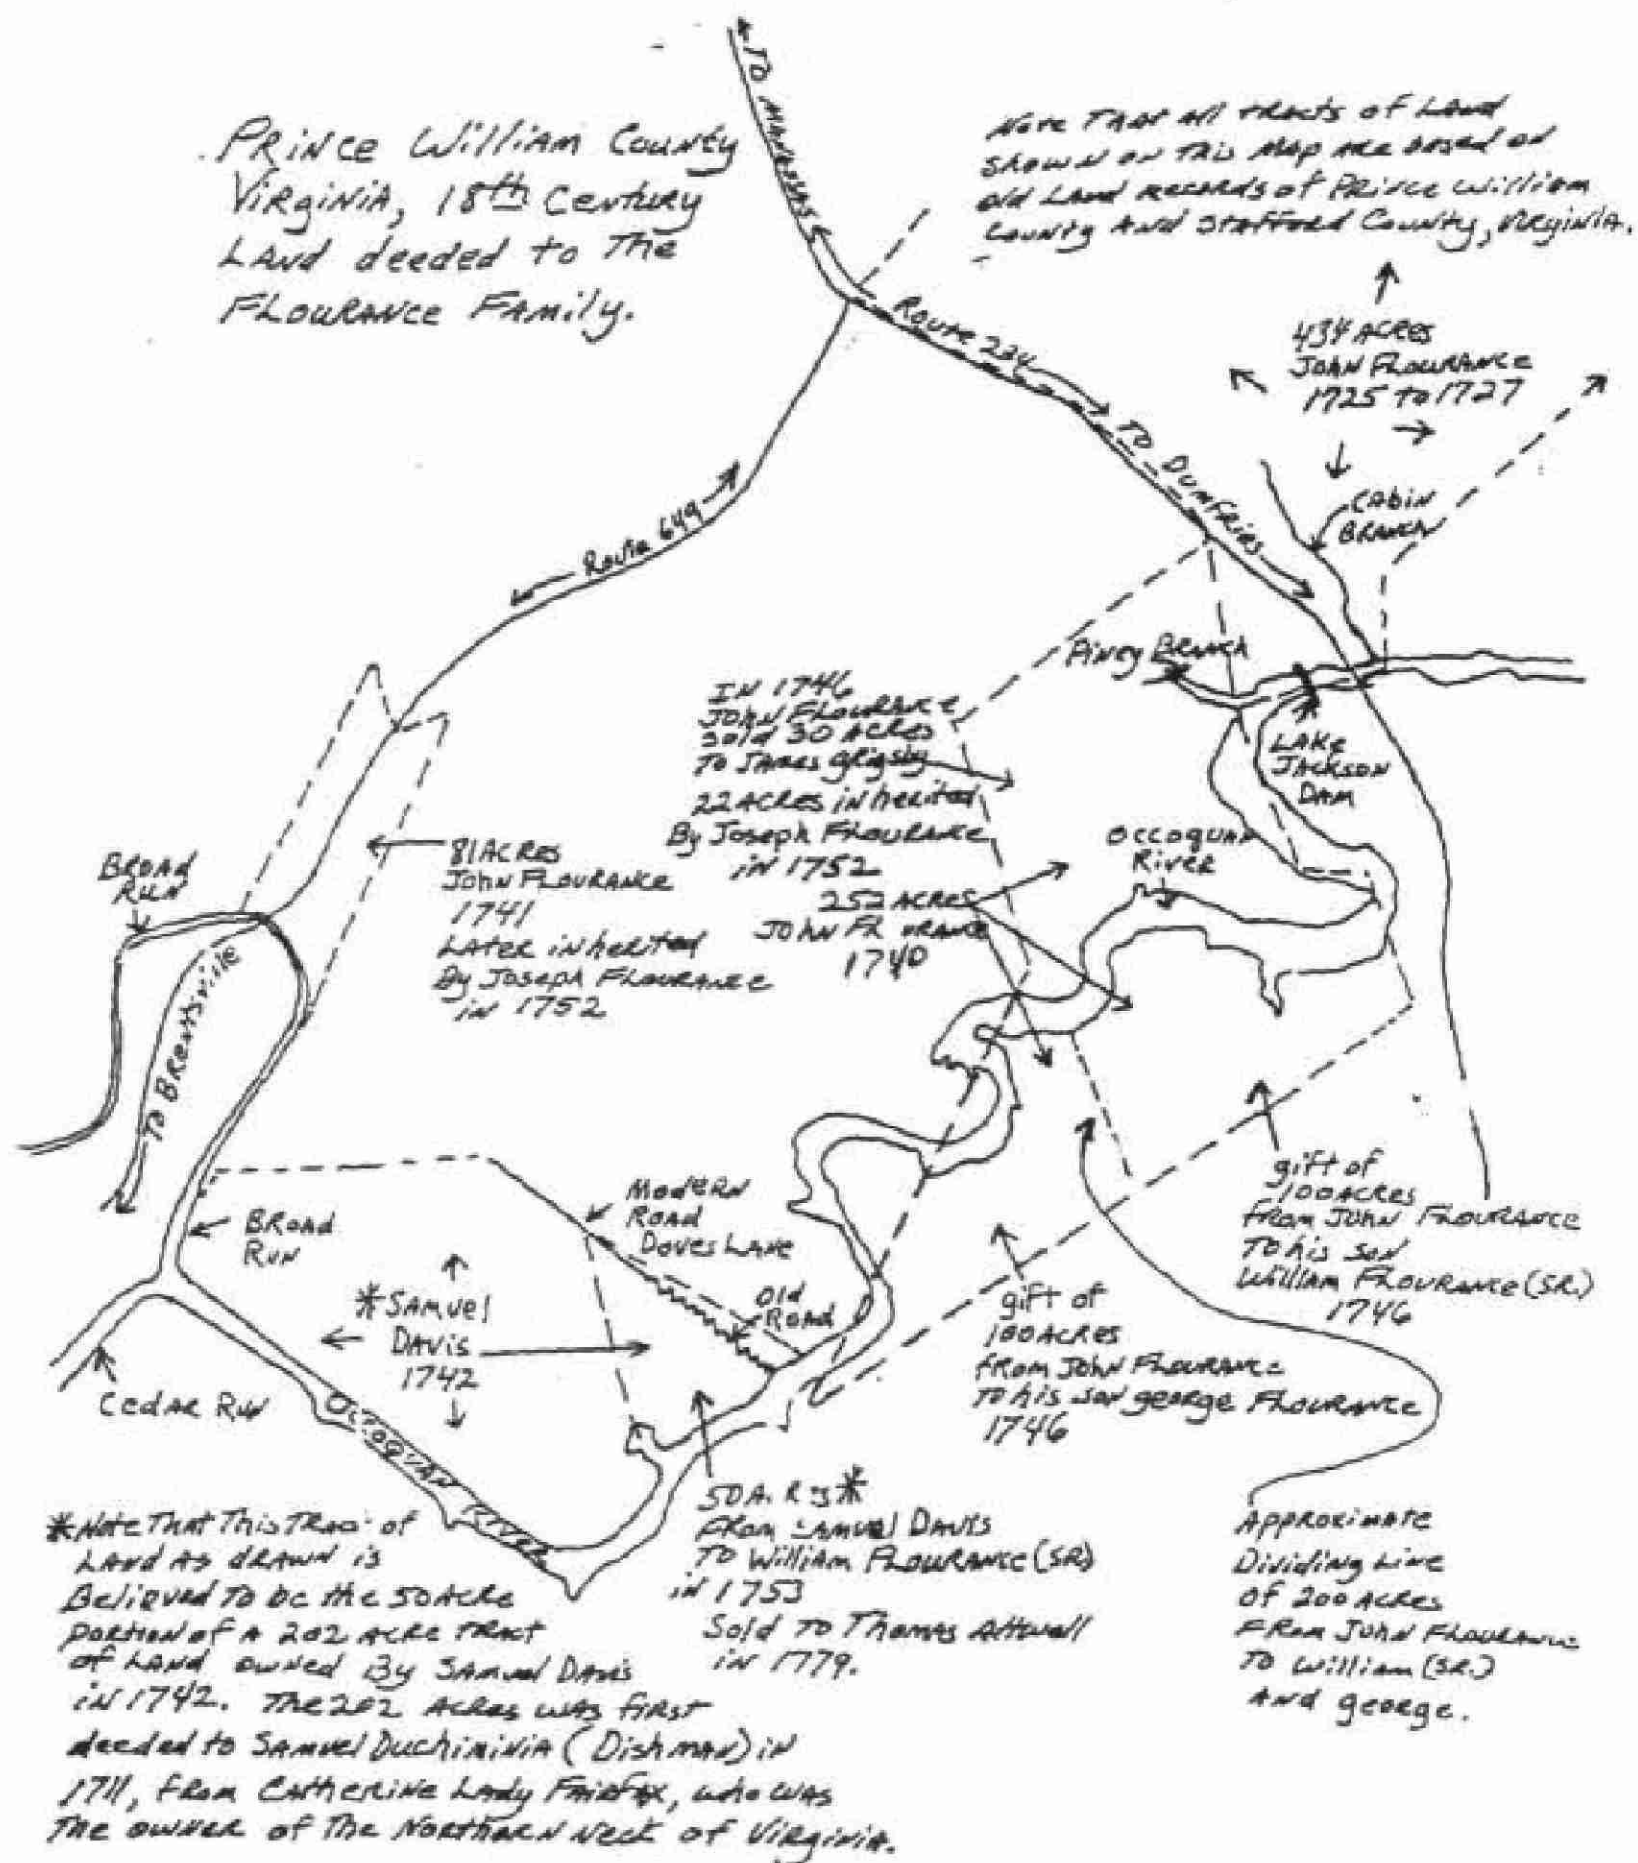 PRINCE William County
VIRGINIA, 18th Century
LAND deeded to The
FLOURANCE FAMILY.
TO MANASSAS
Note That all tracts of Land
shown on this Map are based on
old Land records of Prince William
County And Stafford County, Virginia.
Route 234
TO DUMFRIES
434 ACRES
JOHN FLOURANCE
1725 to 1727
CABIN
BRANCH
Route 649
Piney Branch
IN 1746
JOHN FLOURANCE
sold 30 ACRES
To James Grigsby
22 ACRES inherited
By Joseph FLOURANCE
in 1752
LAKE
JACKSON
DAM
OCCOQUAN
River
252 ACRES
JOHN FL URANCE
1740
BROAD
RUN
81 ACRES
JOHN FLOURANCE
1741
LATER inherited
By Joseph FLOURANCE
in 1752
TO Brentsville
BROAD
RUN
MODERN
ROAD
DOVES LANE
Old
ROAD
*SAMUEL
DAVIS
1742
gift of
100 ACRES
from JOHN FLOURANCE
To his son
William FLOURANCE (SR.)
1746
gift of
100 ACRES
from JOHN FLOURANCE
To his son george FLOURANCE
1746
Cedar Run
Occoquan River
50 A. R s*
From SAMUEL DAVIS
To William FLOURANCE (SR)
in 1753
Sold to Thomas Attwell
in 1779.
Approximate
Dividing Line
of 200 ACRES
From JOHN FLOURANCE
To William (SR.)
And george.
*Note That This Tract of
LAND AS drawn is
Believed To be the 50 Acre
portion of A 202 Acre TRACT
of LAND owned By SAMUEL DAVIS
in 1742. The 202 Acres was first
deeded to SAMUEL Duchiminia (Dishman) in
1711, from Catherine Lady Fairfax, who was
The owner of The Northern Neck of Virginia.